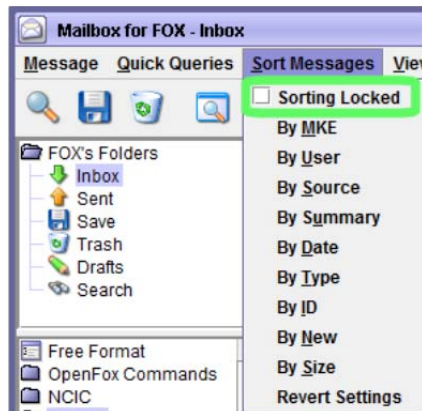 Mailbox for FOX - Inbox
Message Quick Queries Sort Messages Vie
Sorting Locked
By MKE
By User
By Source
By Summary
By Date
By Type
By ID
By New
By Size
Revert Settings
FOX's Folders
Inbox
Sent
Save
Trash
Drafts
Search
Free Format
OpenFox Commands
NCIC